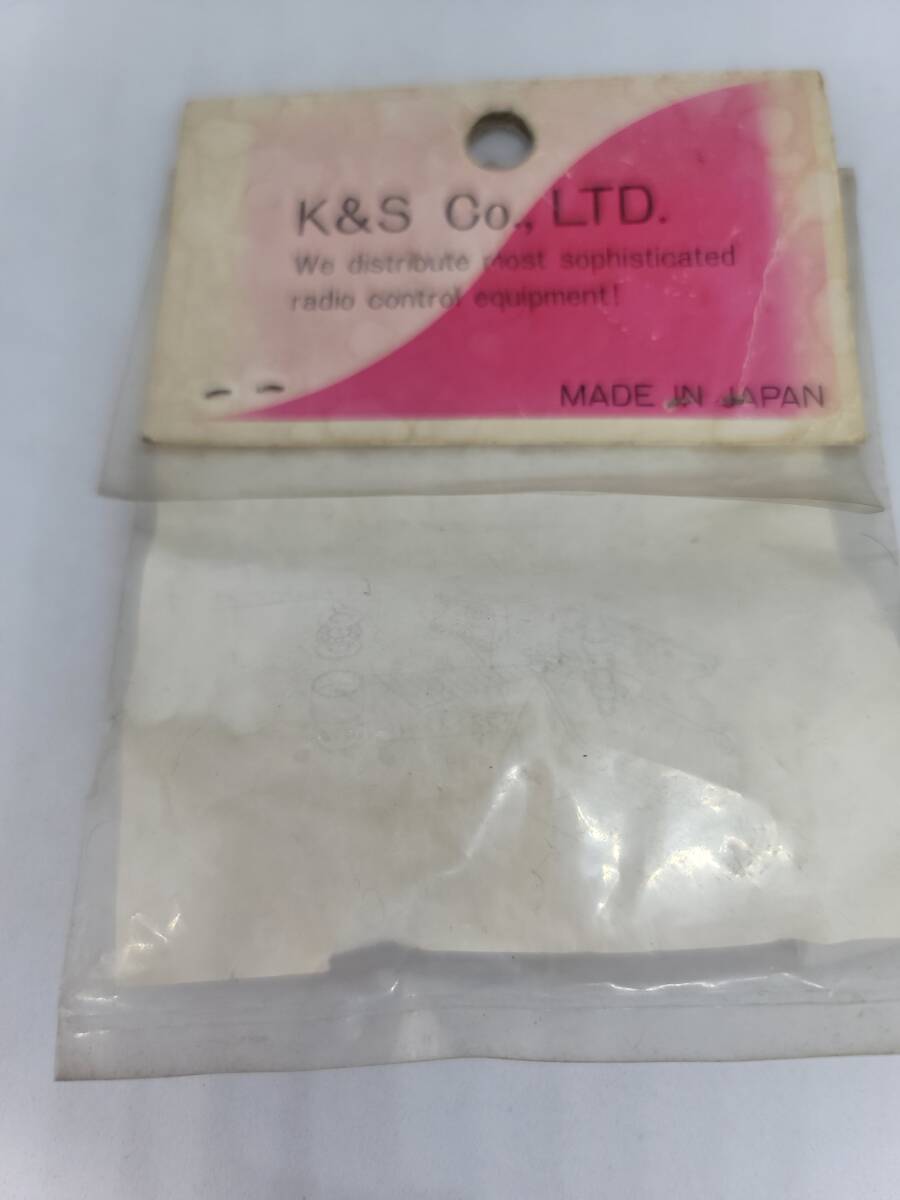 K&S Co., LTD.
We distribute most sophisticated
radio control equipment!
MADE IN JAPAN